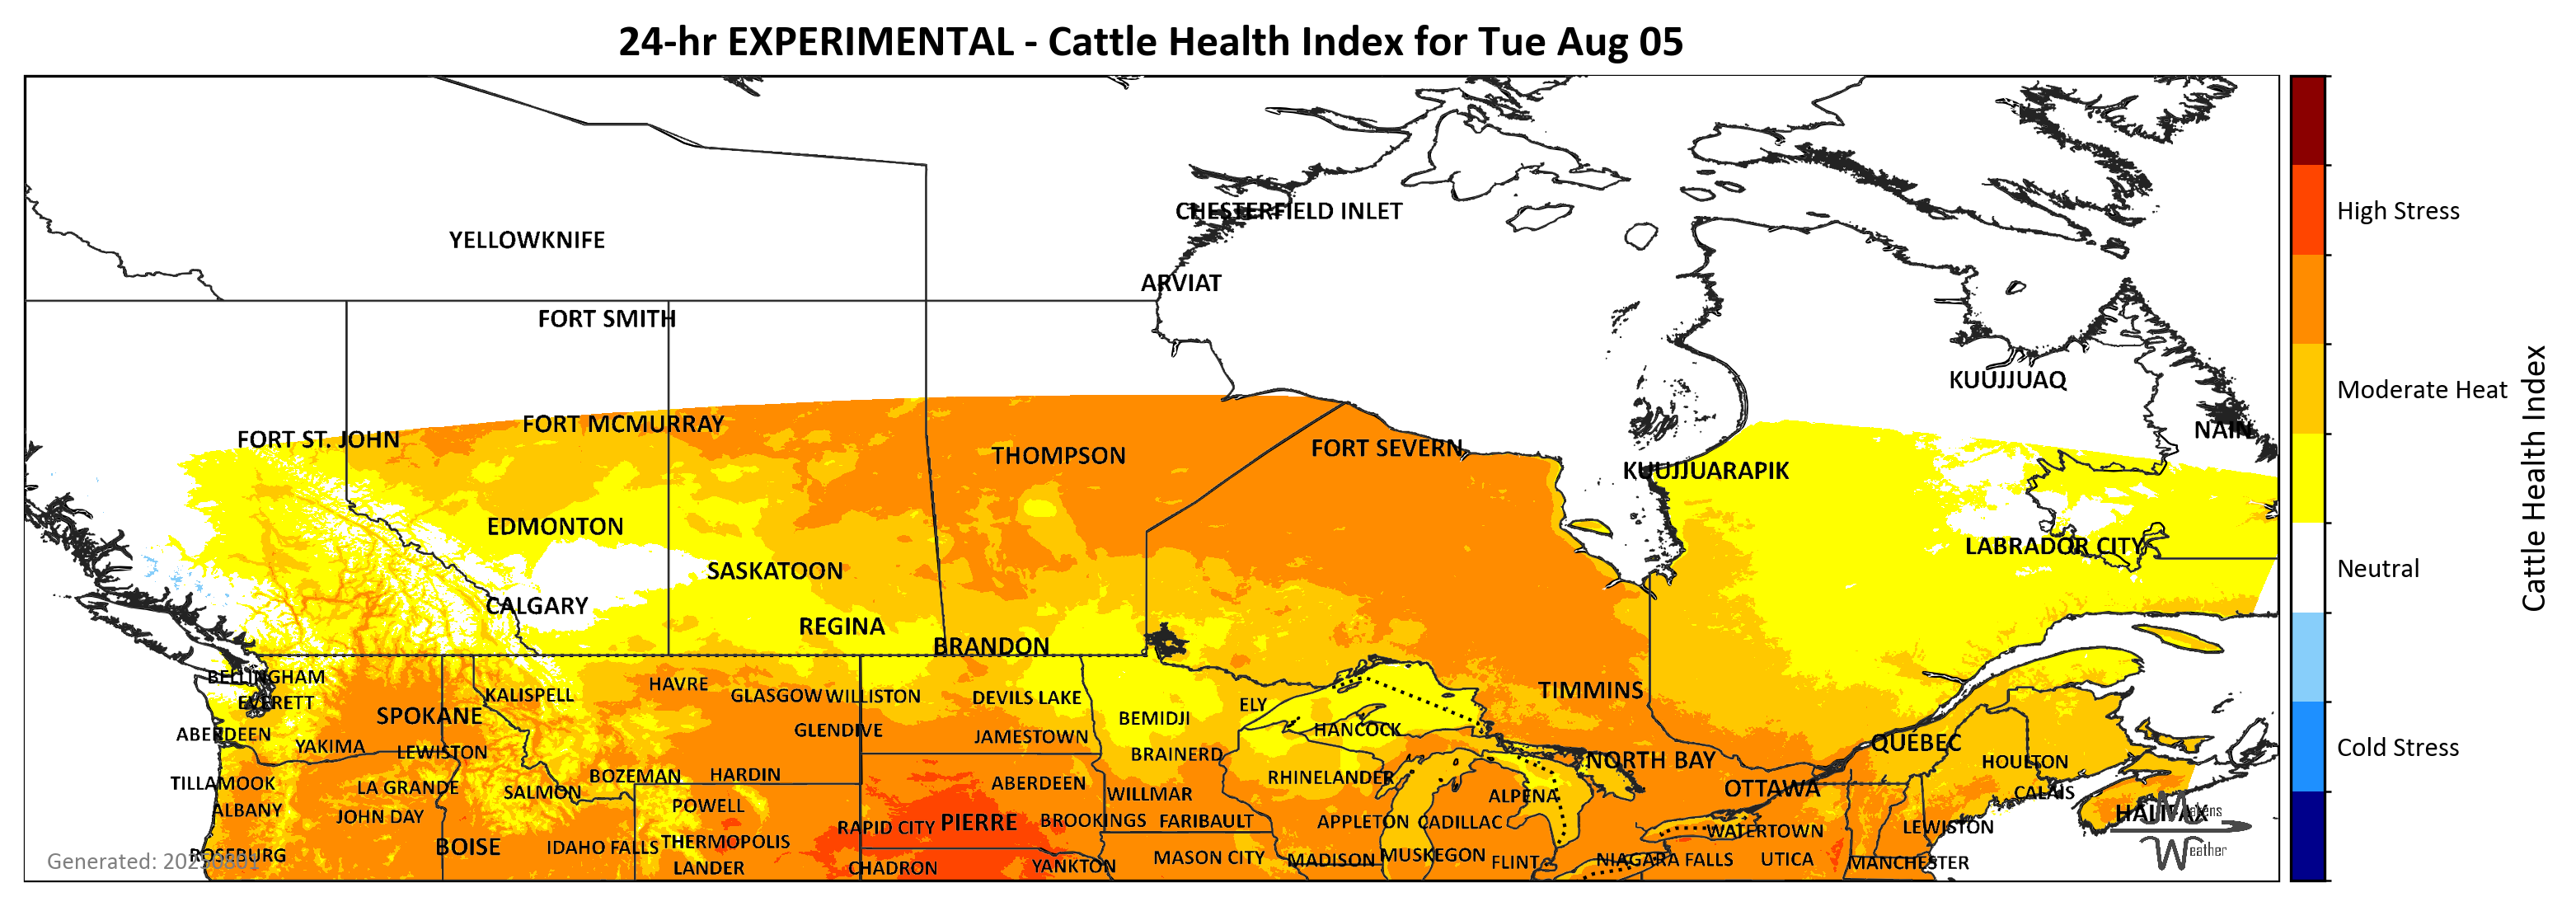 24-hr EXPERIMENTAL - Cattle Health Index for Tue Aug 05
CHESTERFIELD INLET
YELLOWKNIFE
ARVIAT
FORT SMITH
KUUJJUAQ
FORT MCMURRAY
NAIN
FORT ST. JOHN
FORT SEVERN
THOMPSON
KUUJJUARAPIK
EDMONTON
LABRADOR CITY
SASKATOON
CALGARY
REGINA
BRANDON
BELLINGHAM
HAVRE
TIMMINS
KALISPELL
GLASGOW
WILLISTON
DEVILS LAKE
EVERETT
ELY
SPOKANE
BEMIDJI
GLENDIVE
HANCOCK
ABERDEEN
JAMESTOWN
QUEBEC
YAKIMA
LEWISTON
BRAINERD
NORTH BAY
HOULTON
BOZEMAN
HARDIN
RHINELANDER
TILLAMOOK
LA GRANDE
ABERDEEN
OTTAWA
SALMON
WILLMAR
ALPENA
CALAIS
POWELL
ALBANY
JOHN DAY
HALIFAX
RAPID CITY
PIERRE
BROOKINGS
FARIBAULT
APPLETON
CADILLAC
WATERTOWN
LEWISTON
BOISE
IDAHO FALLS
THERMOPOLIS
ROSEBURG
MASON CITY
MADISON
MUSKEGON
FLINT
NIAGARA FALLS
UTICA
MANCHESTER
LANDER
CHADRON
YANKTON
Makens
Weather
Generated: 20250801
High Stress
Moderate Heat
Neutral
Cold Stress
Cattle Health Index